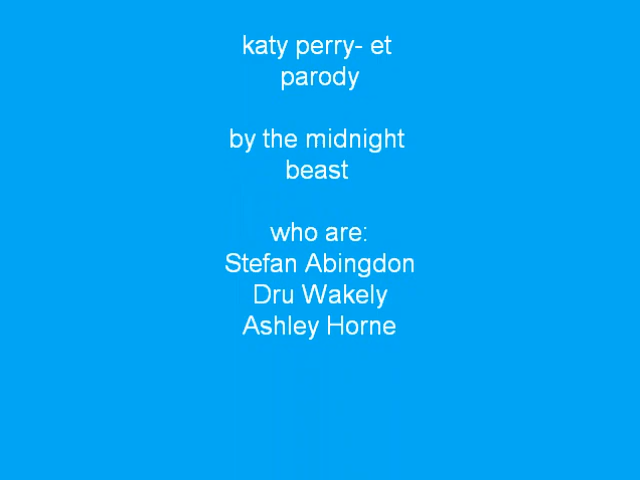 katy perry- et
parody
by the midnight
beast
who are:
Stefan Abingdon
Dru Wakely
Ashley Horne